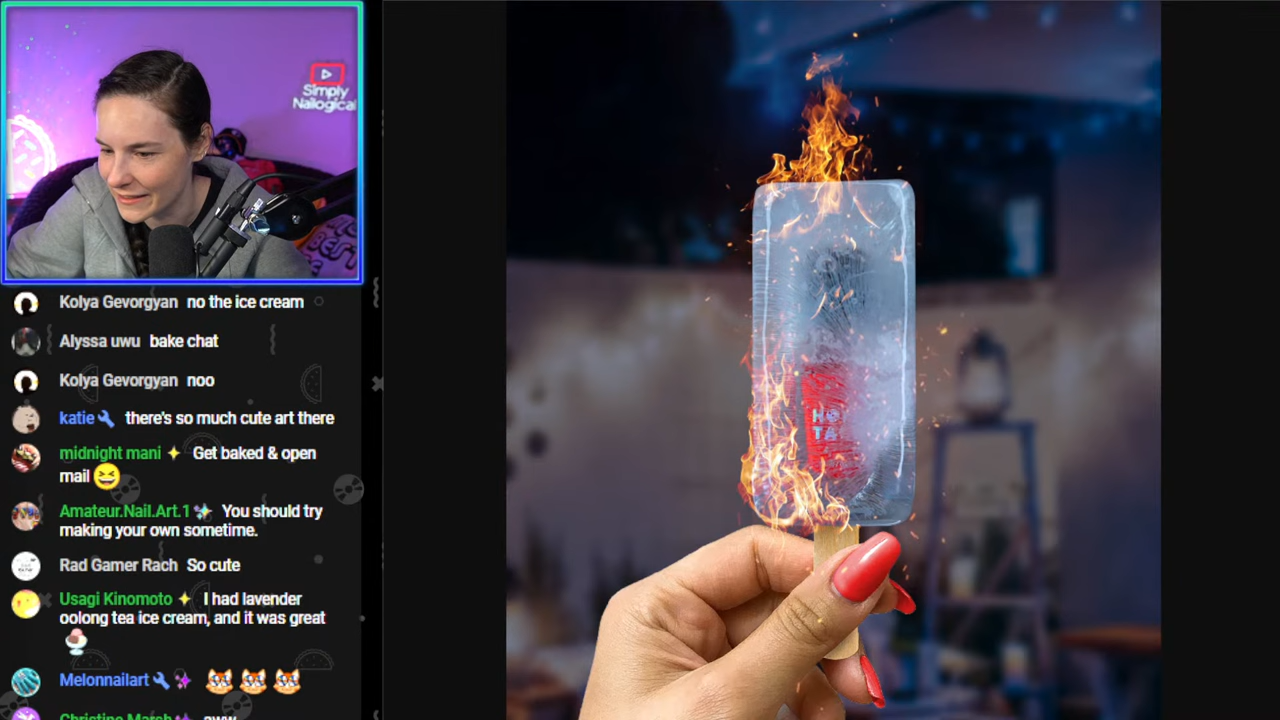 Simply
Nailogical
Kolya Gevorgyan no the ice cream
Alyssa uwu bake chat
Kolya Gevorgyan noo
katie there's so much cute art there
midnight mani Get baked & open
mail
Amateur.Nail.Art.1 You should try
making your own sometime.
Rad Gamer Rach So cute
Usagi Kinomoto I had lavender
oolong tea ice cream, and it was great
Melonnailart
Christine March aww